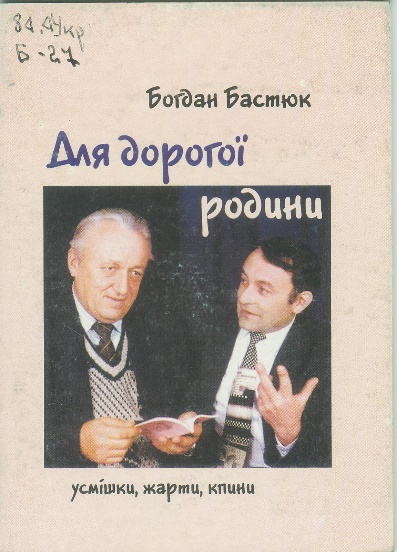 84.4Укр
Б-27
Богдан Бастюк
Для дорогої
родини
усмішки, жарти, кпини